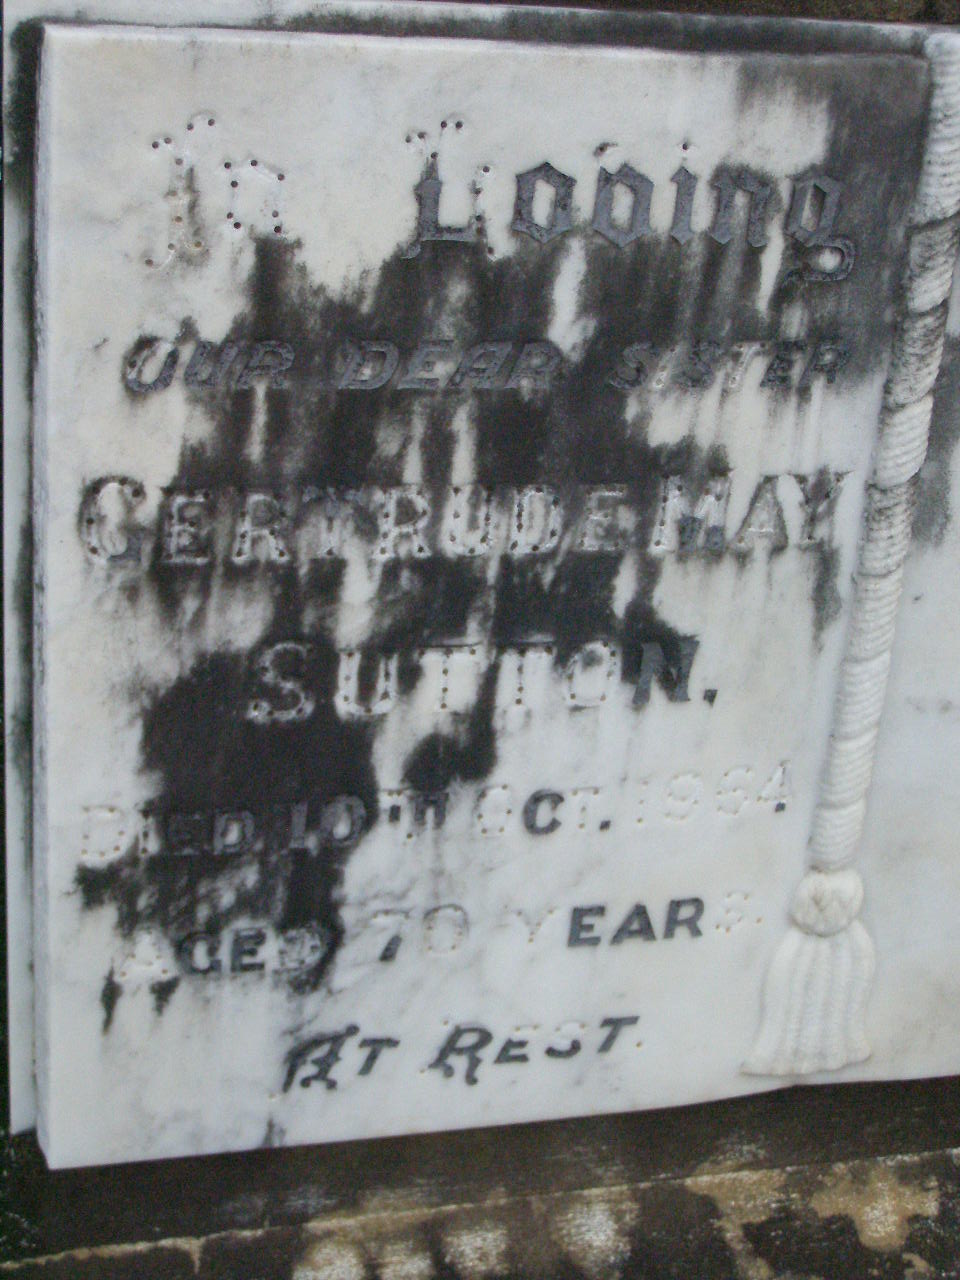 In Loving
OUR DEAR SISTER
GERTRUDE MAY
SUTTON.
DIED 10TH OCT. 1964
AGED 70 YEARS.
AT REST.